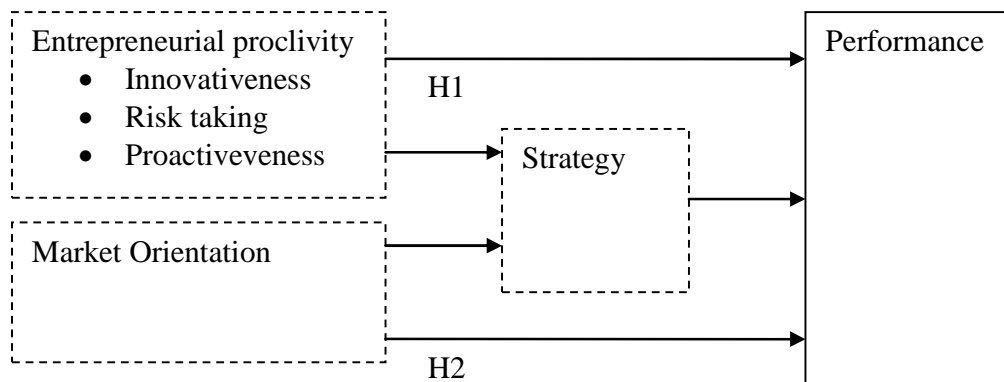 Entrepreneurial proclivity
• Innovativeness
• Risk taking
• Proactiveveness
Performance
H1
Strategy
Market Orientation
H2